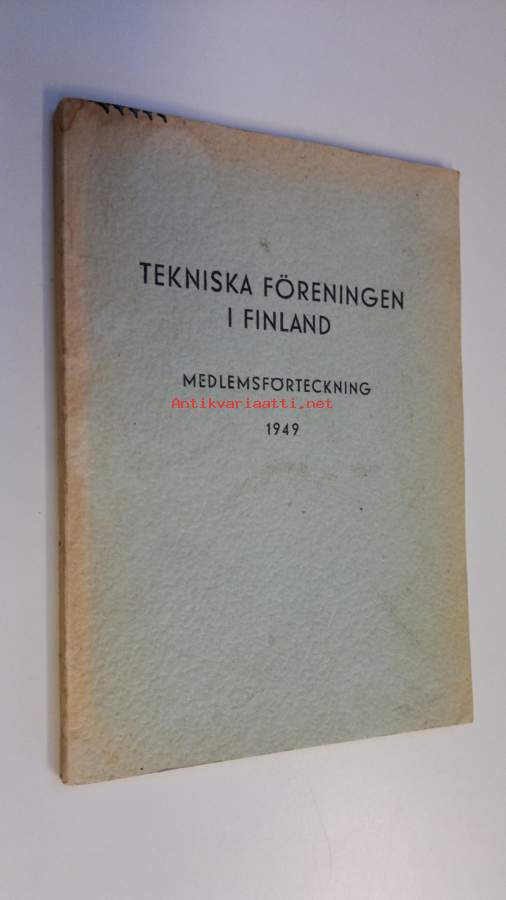 TEKNISKA FÖRENINGEN
I FINLAND
MEDLEMSFÖRTECKNING
Antikvariaatti.net
1949